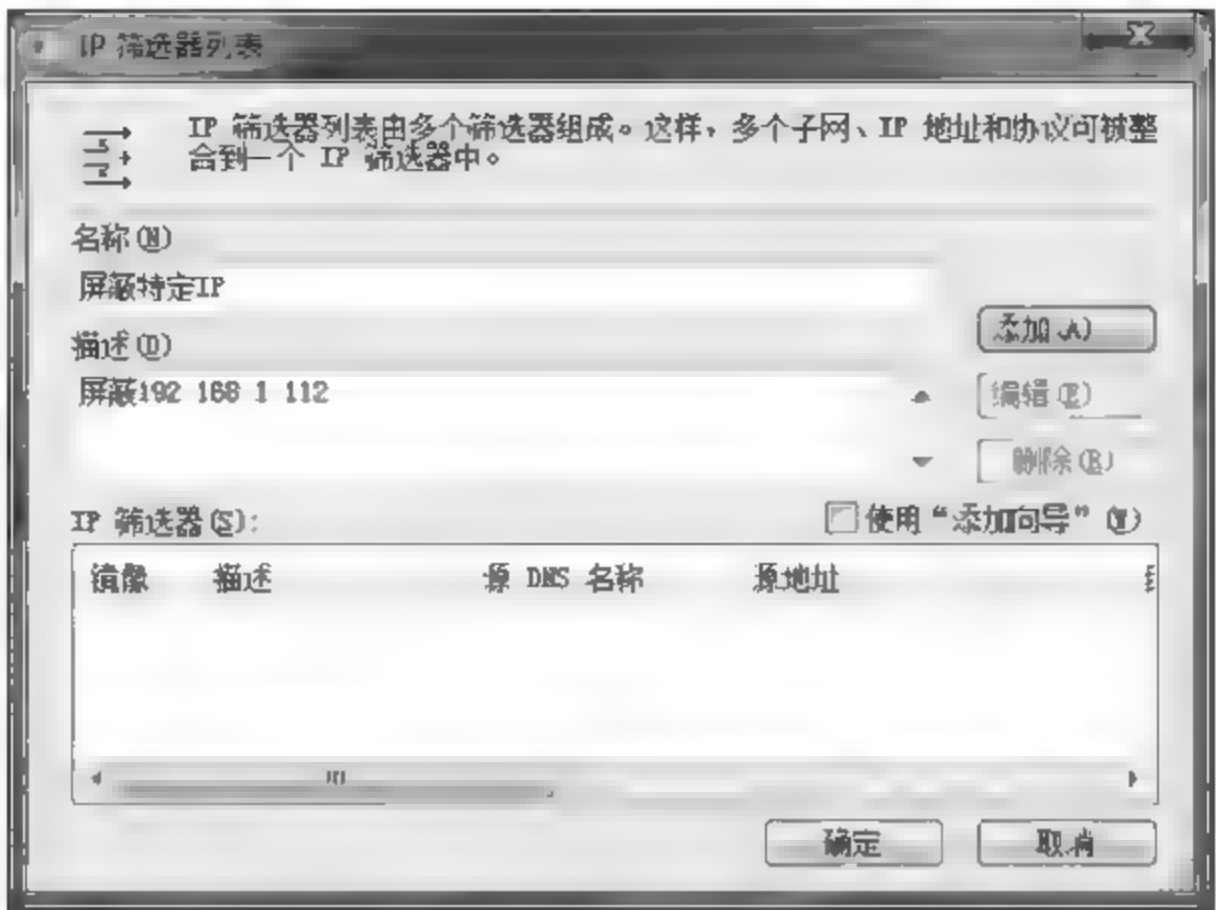 IP 筛选器列表
IP 筛选器列表由多个筛选器组成。这样,多个子网、IP 地址和协议可被整
合到一个 IP 筛选器中。
名称(N)
屏蔽特定IP
添加(A)
描述(D)
屏蔽192 168 1 112
编辑(E)
删除(R)
IP 筛选器(S):
使用“添加向导”(W)
镜像 描述 源 DNS 名称 源地址
确定 取消